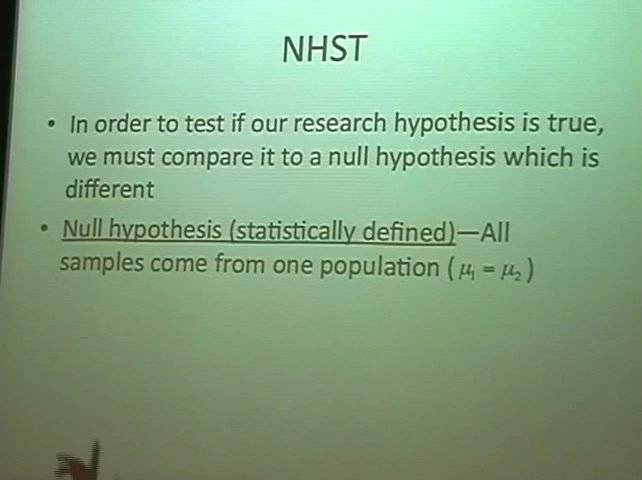 NHST
• In order to test if our research hypothesis is true,
we must compare it to a null hypothesis which is
different
• Null hypothesis (statistically defined)—All
samples come from one population ( μ₁ = μ₂ )